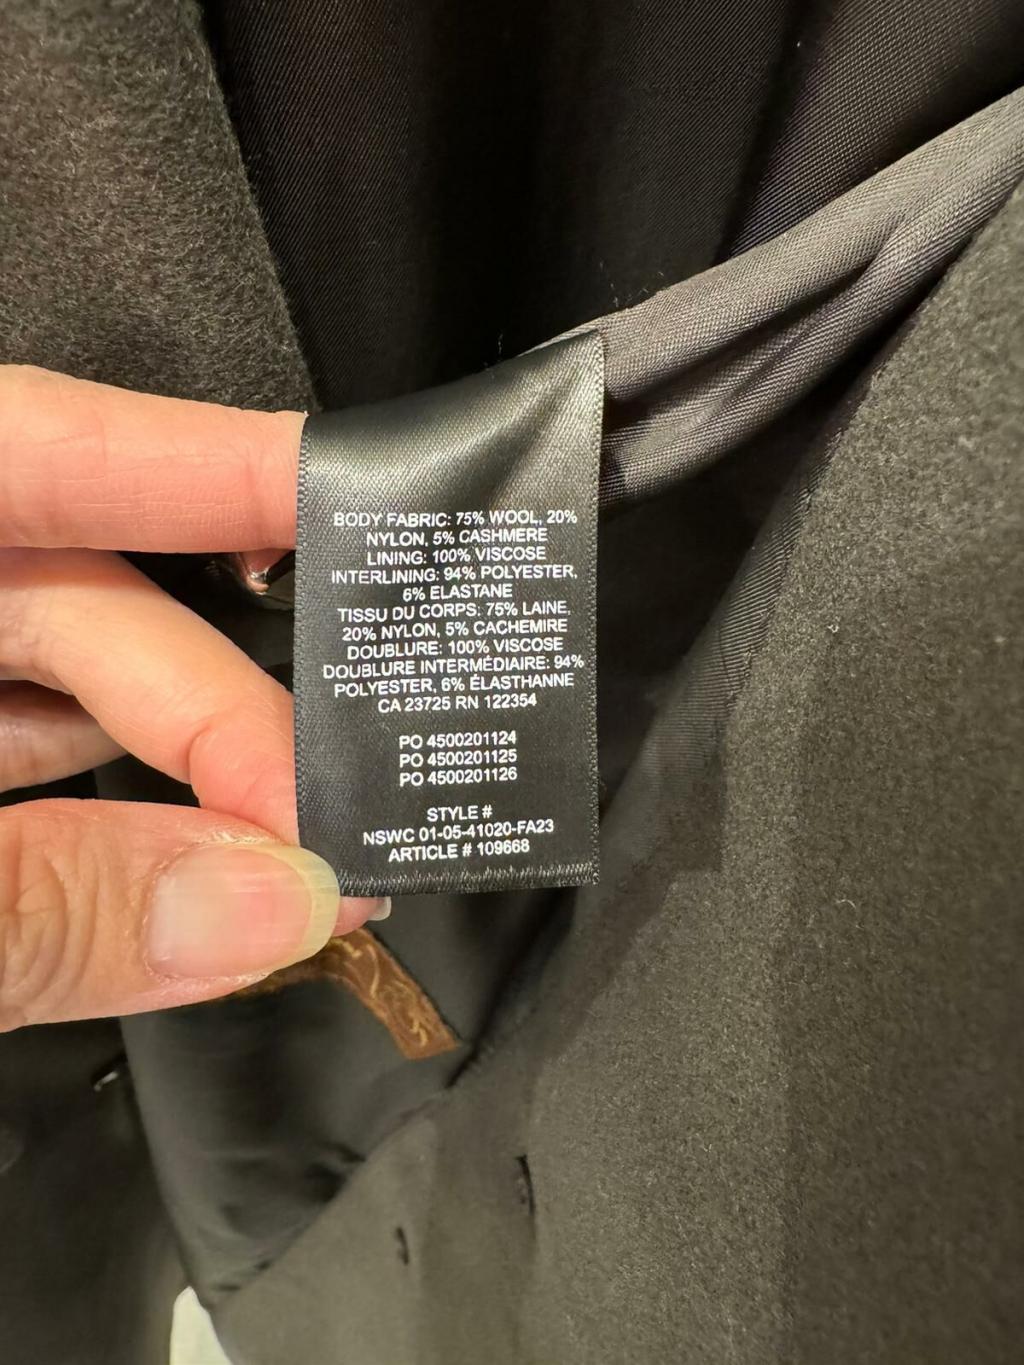 BODY FABRIC: 75% WOOL, 20%
NYLON, 5% CASHMERE
LINING: 100% VISCOSE
INTERLINING: 94% POLYESTER,
6% ELASTANE
TISSU DU CORPS: 75% LAINE,
20% NYLON, 5% CACHEMIRE
DOUBLURE: 100% VISCOSE
DOUBLURE INTERMÉDIAIRE: 94%
POLYESTER, 6% ÉLASTHANNE
CA 23725 RN 122354
PO 4500201124
PO 4500201125
PO 4500201126
STYLE #
NSWC 01-05-41020-FA23
ARTICLE # 109668